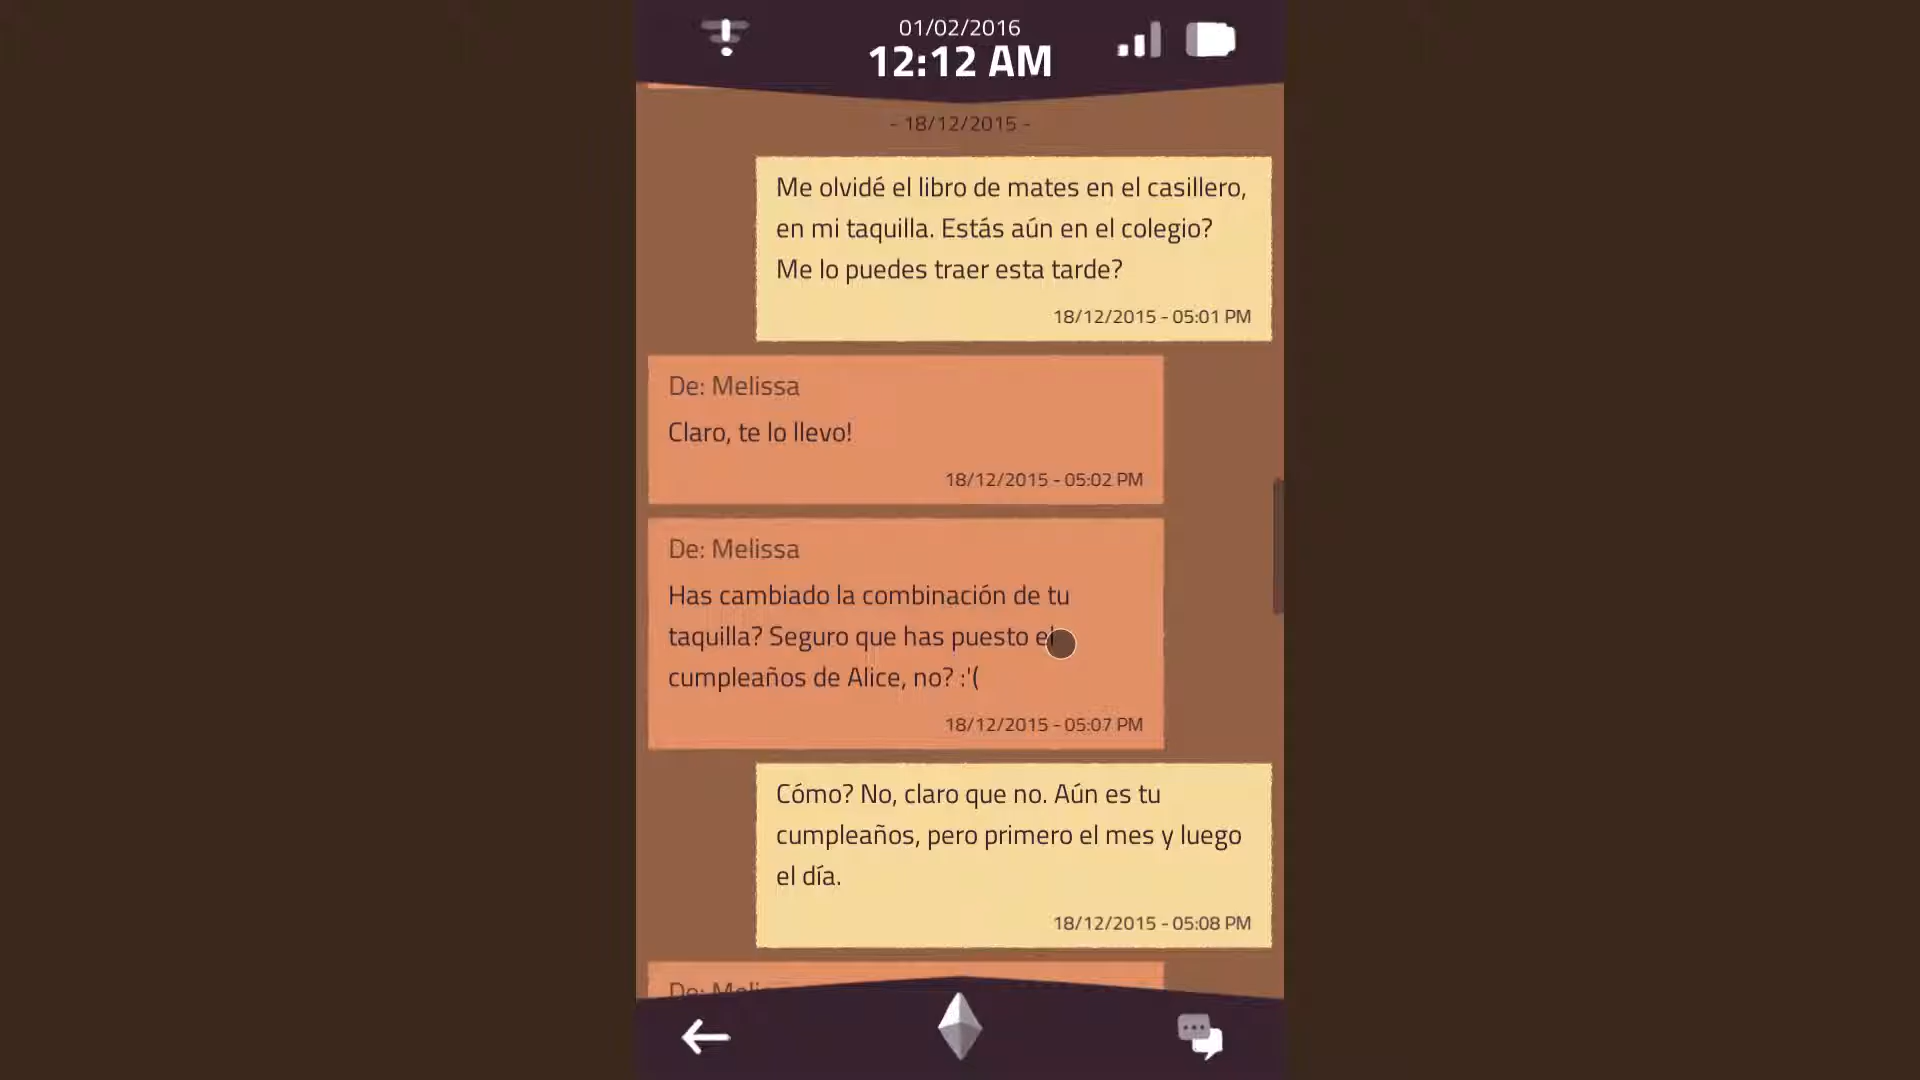 01/02/2016
12:12 AM
- 18/12/2015 -
Me olvidé el libro de mates en el casillero,
en mi taquilla. Estás aún en el colegio?
Me lo puedes traer esta tarde?
18/12/2015 - 05:01 PM
De: Melissa
Claro, te lo llevo!
18/12/2015 - 05:02 PM
De: Melissa
Has cambiado la combinación de tu
taquilla? Seguro que has puesto el
cumpleaños de Alice, no? :'(
18/12/2015 - 05:07 PM
Cómo? No, claro que no. Aún es tu
cumpleaños, pero primero el mes y luego
el día.
18/12/2015 - 05:08 PM
De: